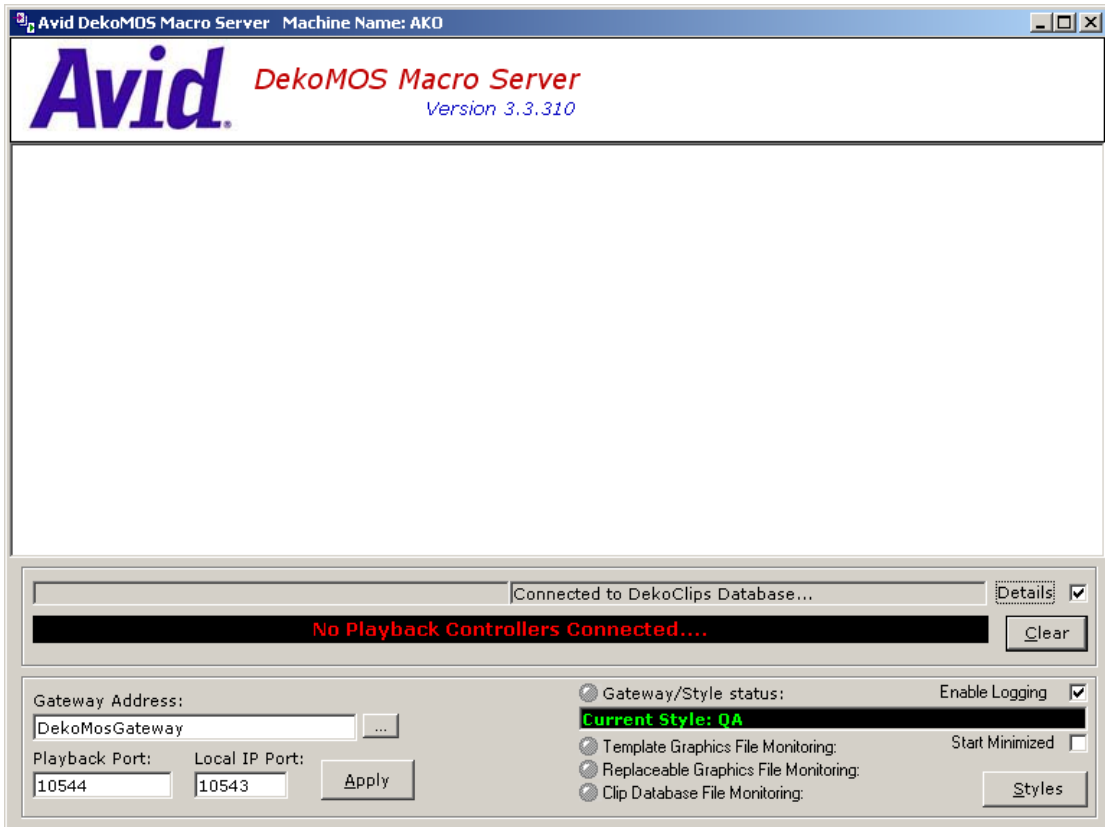 Avid DekoMOS Macro Server Machine Name: AKO
Avid.
DekoMOS Macro Server
Version 3.3.310
Connected to DekoClips Database...
Details
No Playback Controllers Connected....
Clear
Gateway Address:
DekoMosGateway
...
Playback Port:
Local IP Port:
10544
10543
Apply
Gateway/Style status:
Enable Logging
Current Style: QA
Template Graphics File Monitoring:
Start Minimized
Replaceable Graphics File Monitoring:
Clip Database File Monitoring:
Styles